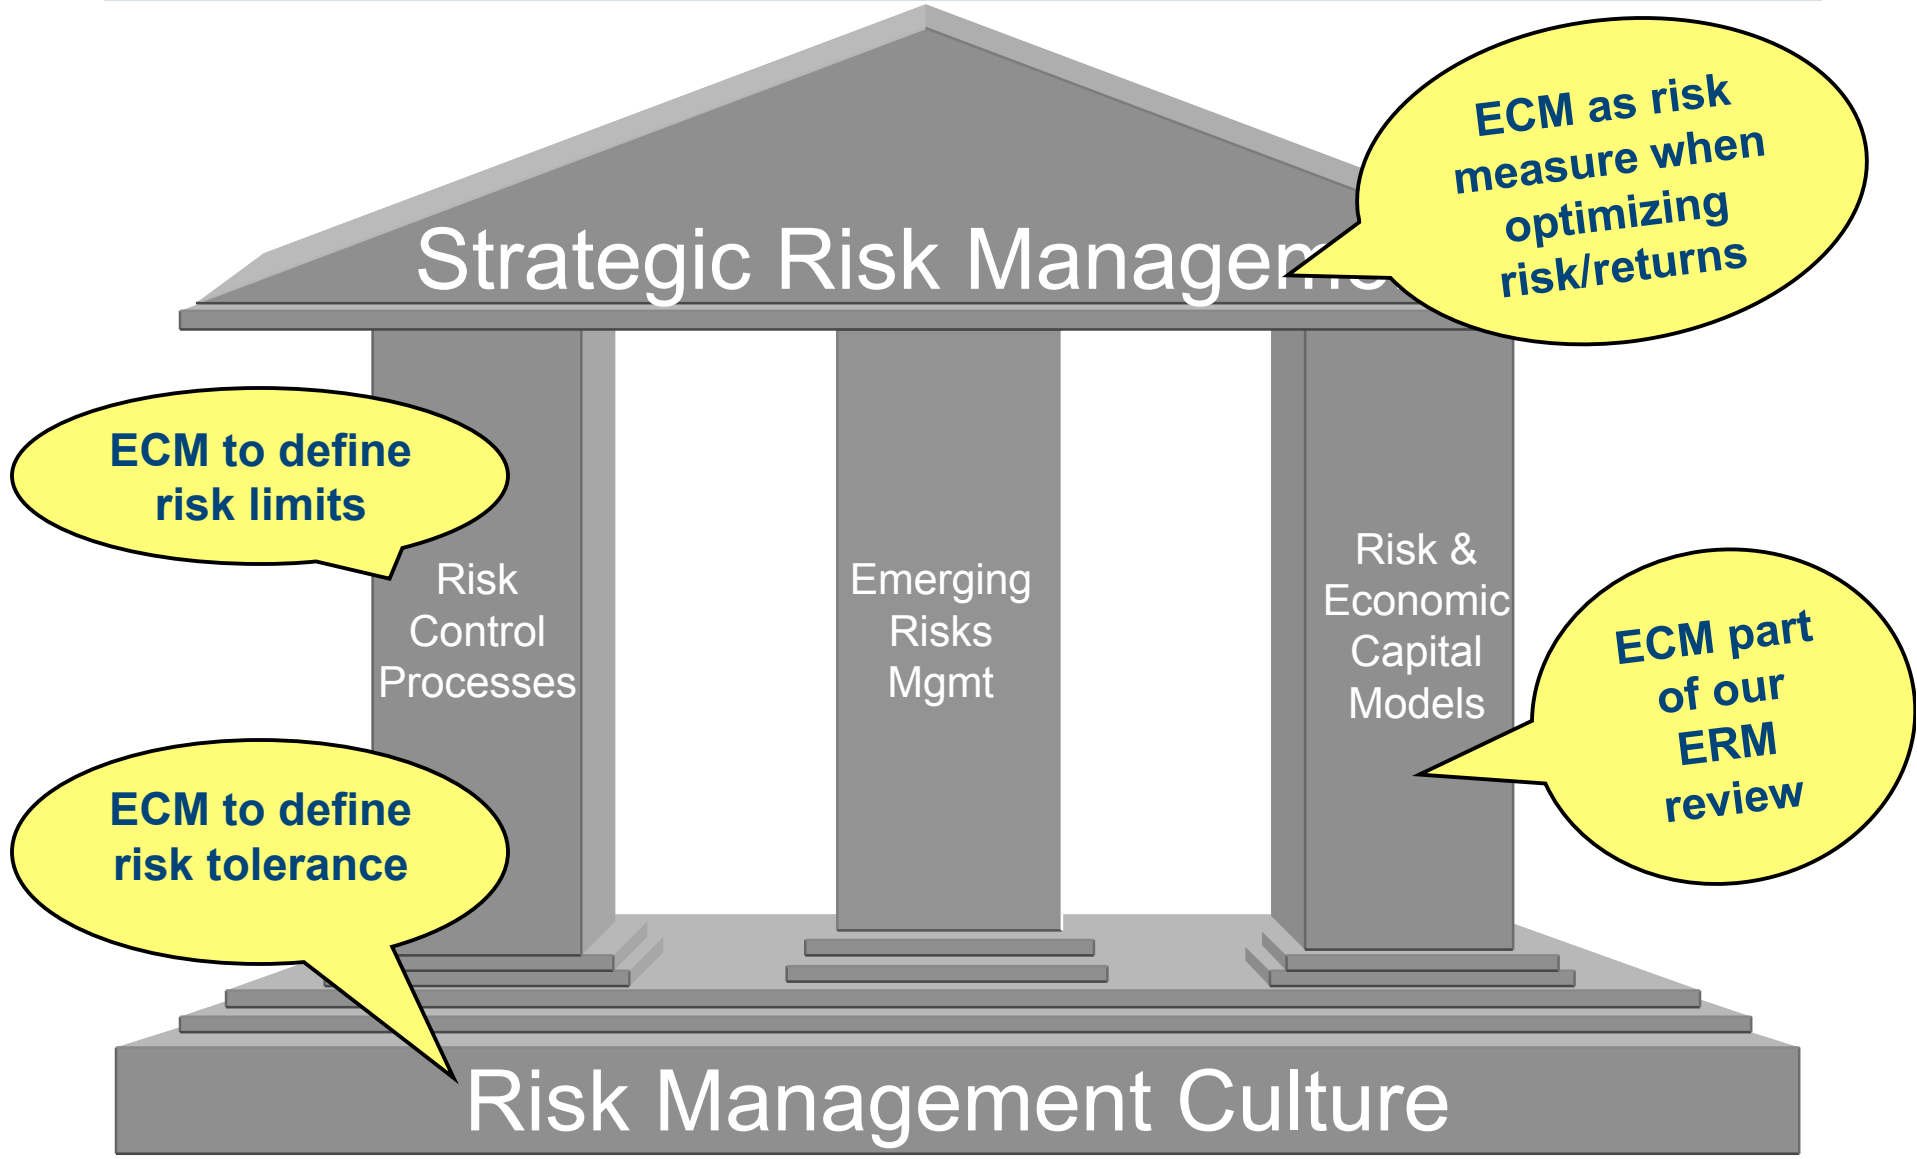 ECM as risk
measure when
optimizing
risk/returns
Strategic Risk Managem
ECM to define
risk limits
Risk
Control
Processes
Emerging
Risks
Mgmt
Risk &
Economic
Capital
Models
ECM part
of our
ERM
review
ECM to define
risk tolerance
Risk Management Culture